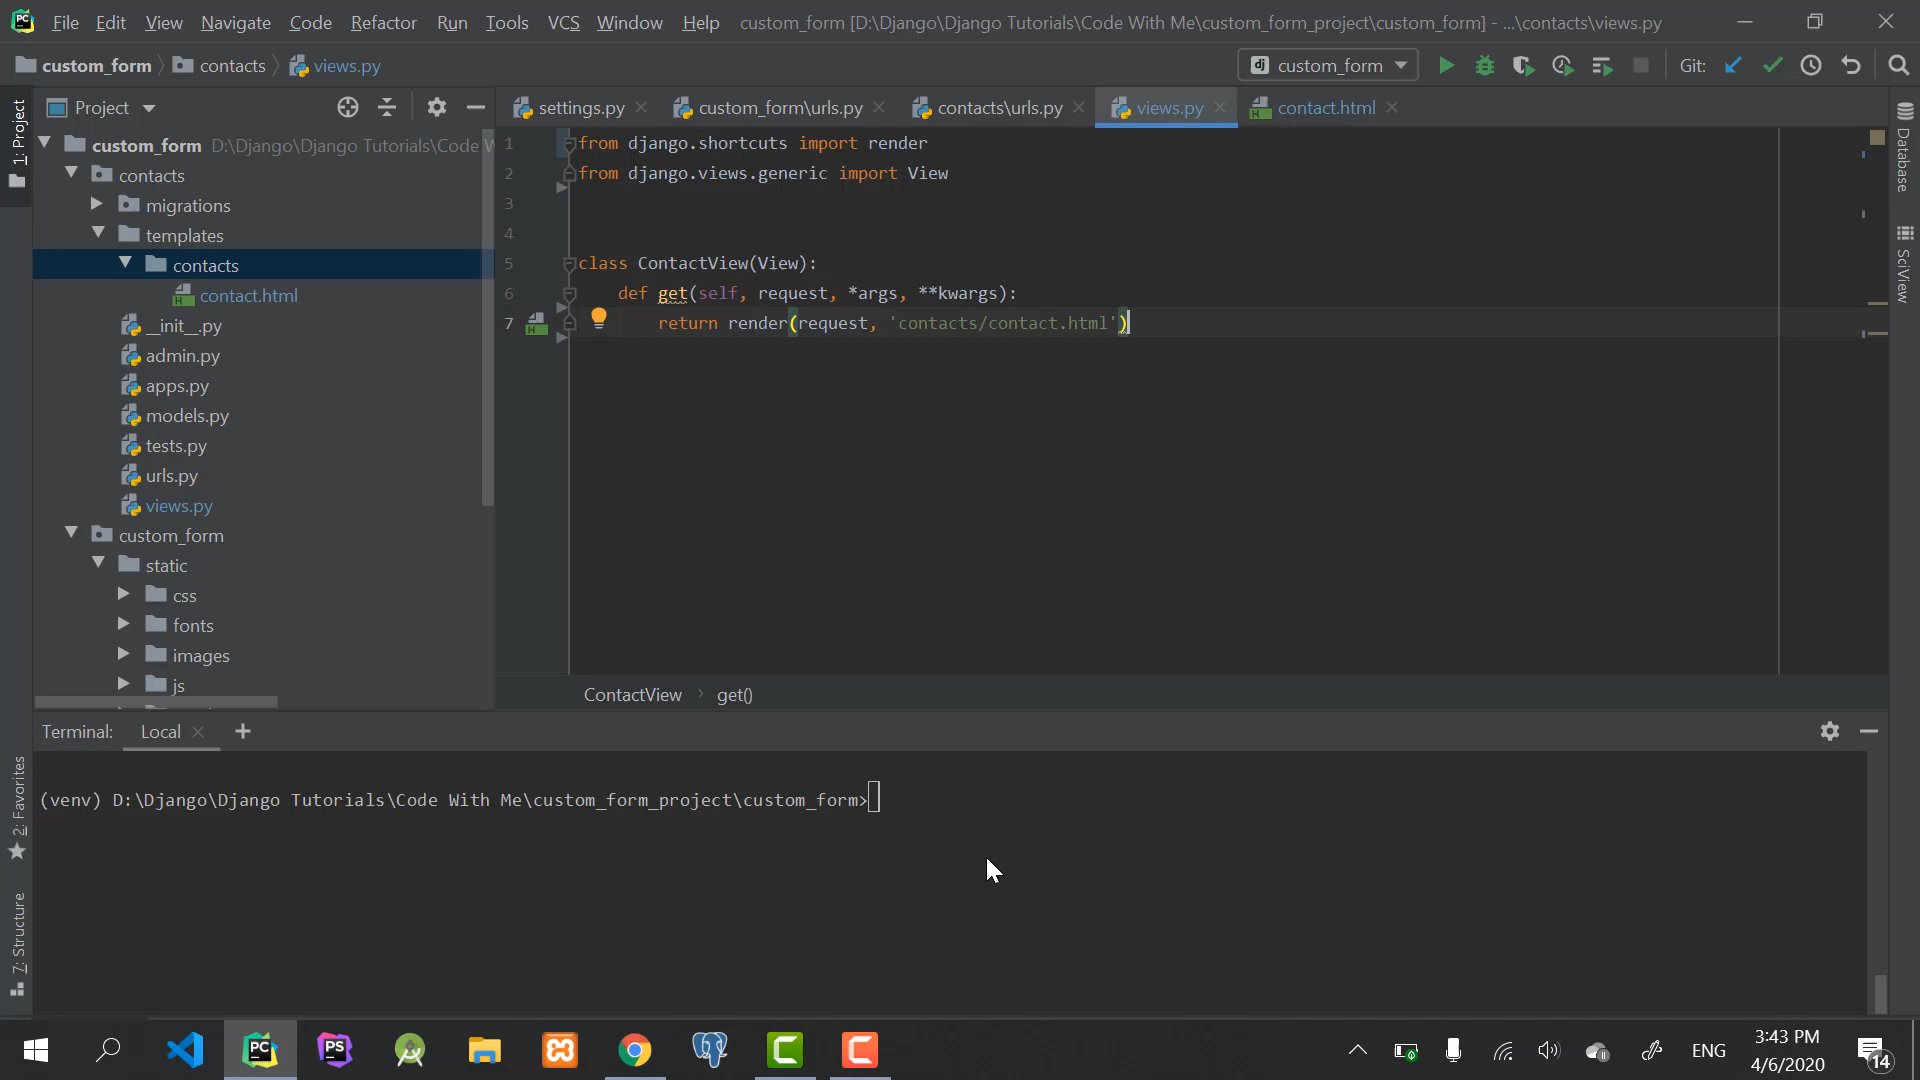 File Edit View Navigate Code Refactor Run Tools VCS Window Help custom_form [D:\Django\Django Tutorials\Code With Me\custom_form_project\custom_form] - ...\contacts\views.py
custom_form contacts views.py custom_form Git:
1: Project
Project settings.py custom_form\urls.py contacts\urls.py views.py contact.html
custom_form D:\Django\Django Tutorials\Code W
contacts
migrations
templates
contacts
contact.html
__init__.py
admin.py
apps.py
models.py
tests.py
urls.py
views.py
custom_form
static
css
fonts
images
js
1 from django.shortcuts import render
2 from django.views.generic import View
3
4
5 class ContactView(View):
6 def get(self, request, *args, **kwargs):
7 return render(request, 'contacts/contact.html')
ContactView get()
Database
SciView
2: Favorites
7: Structure
Terminal: Local
(venv) D:\Django\Django Tutorials\Code With Me\custom_form_project\custom_form>
ENG
3:43 PM
4/6/2020
14